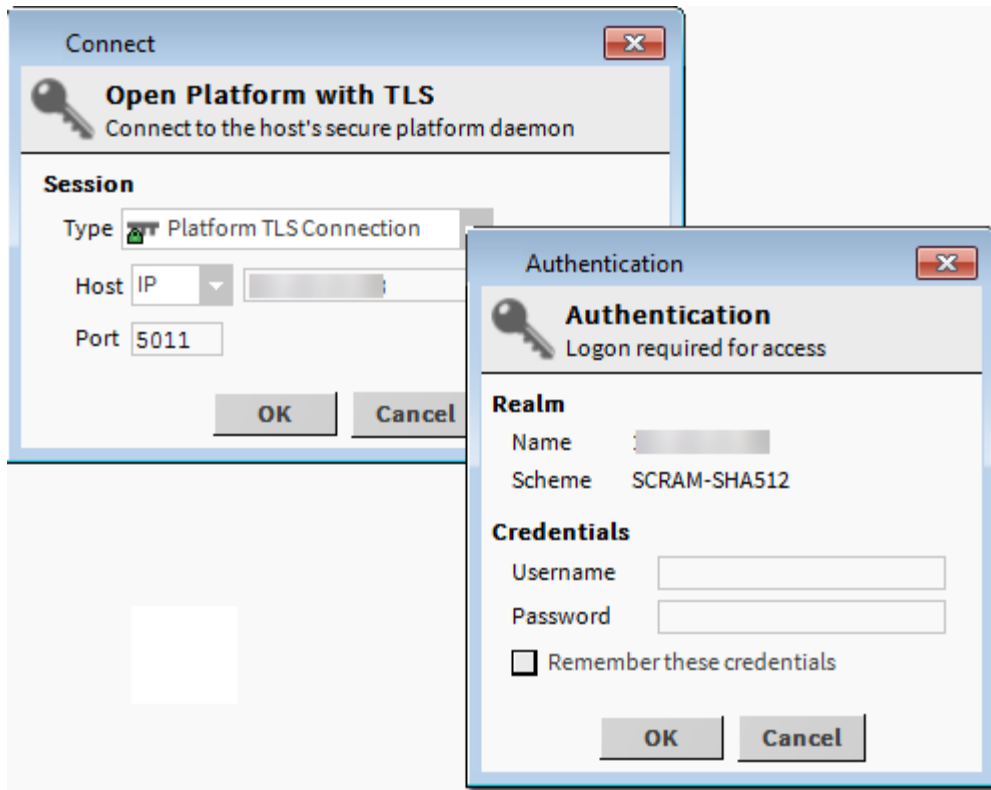 Connect
Open Platform with TLS
Connect to the host's secure platform daemon
Session
Type Platform TLS Connection
Host IP
Port 5011
OK Cancel
Authentication
Authentication
Logon required for access
Realm
Name
Scheme SCRAM-SHA512
Credentials
Username
Password
Remember these credentials
OK Cancel